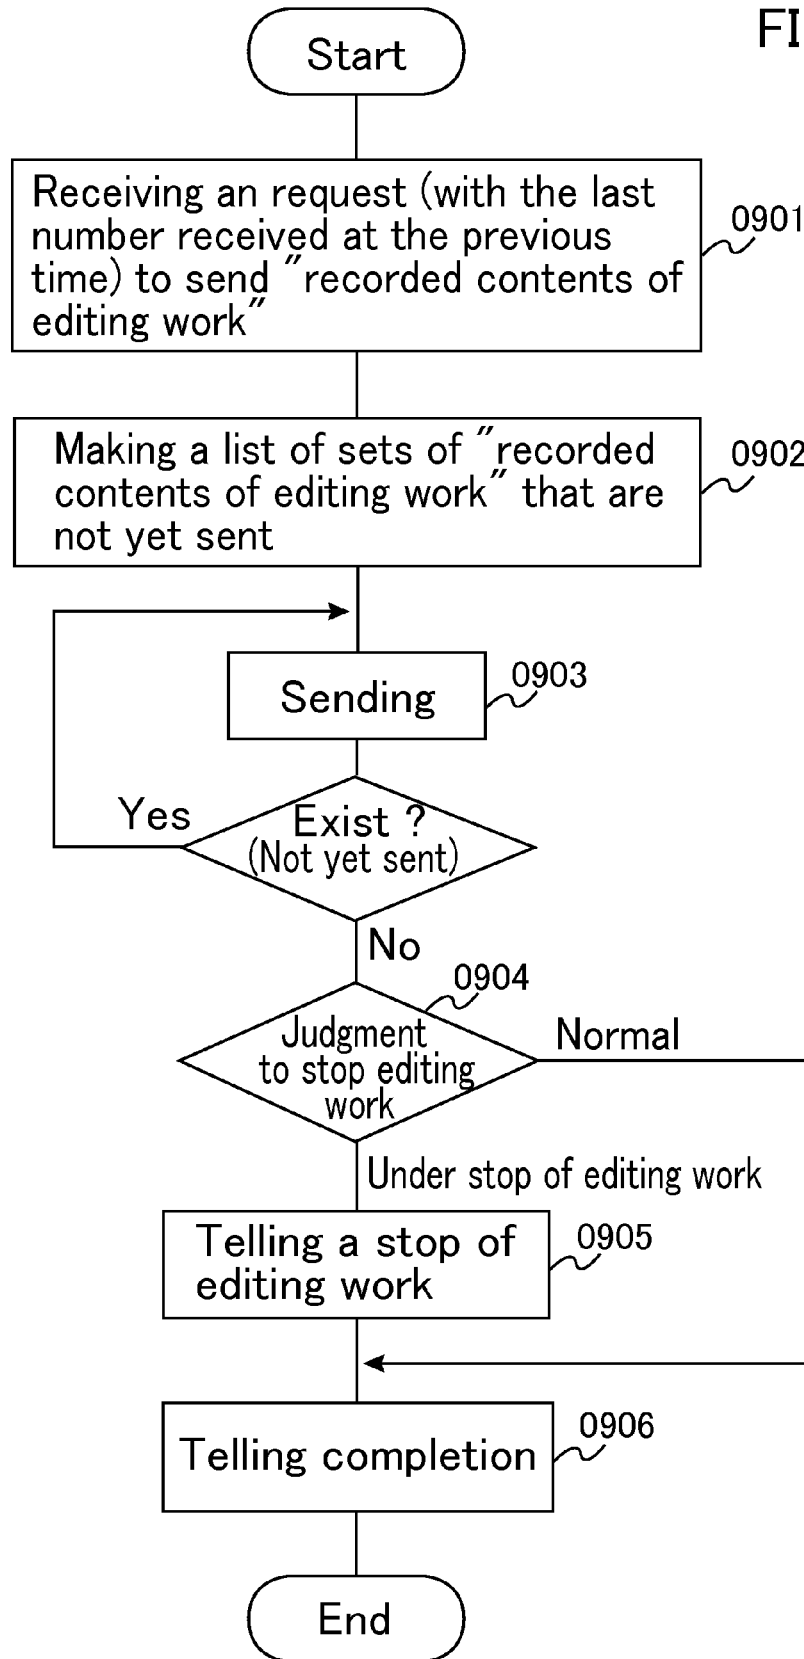 FI
Start
Receiving an request (with the last
number received at the previous
time) to send "recorded contents of
editing work"
0901
Making a list of sets of "recorded
contents of editing work" that are
not yet sent
0902
Sending
0903
Exist ?
(Not yet sent)
Yes
No
0904
Judgment
to stop editing
work
Normal
Under stop of editing work
Telling a stop of
editing work
0905
Telling completion
0906
End